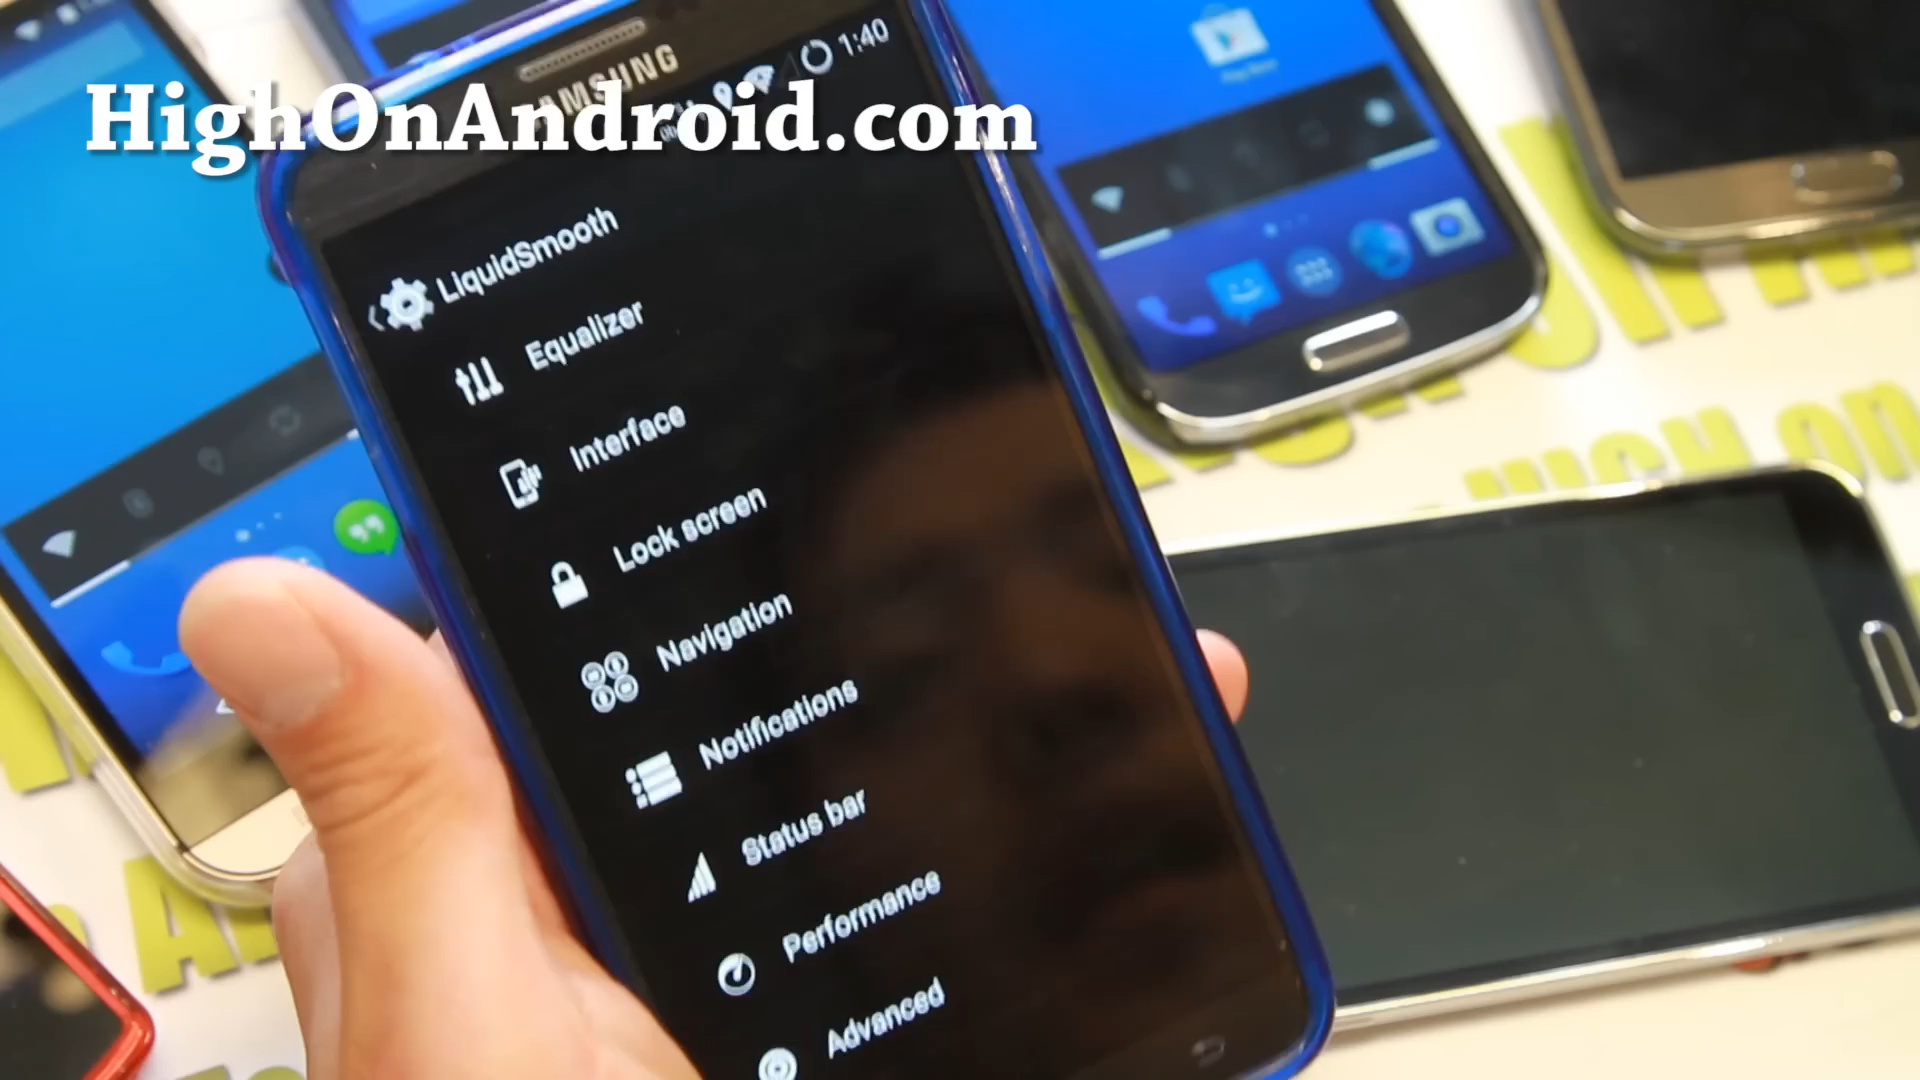 HighOnAndroid.com
SAMSUNG
1:40
LiquidSmooth
Equalizer
Interface
Lock screen
Navigation
Notifications
Status bar
Performance
Advanced